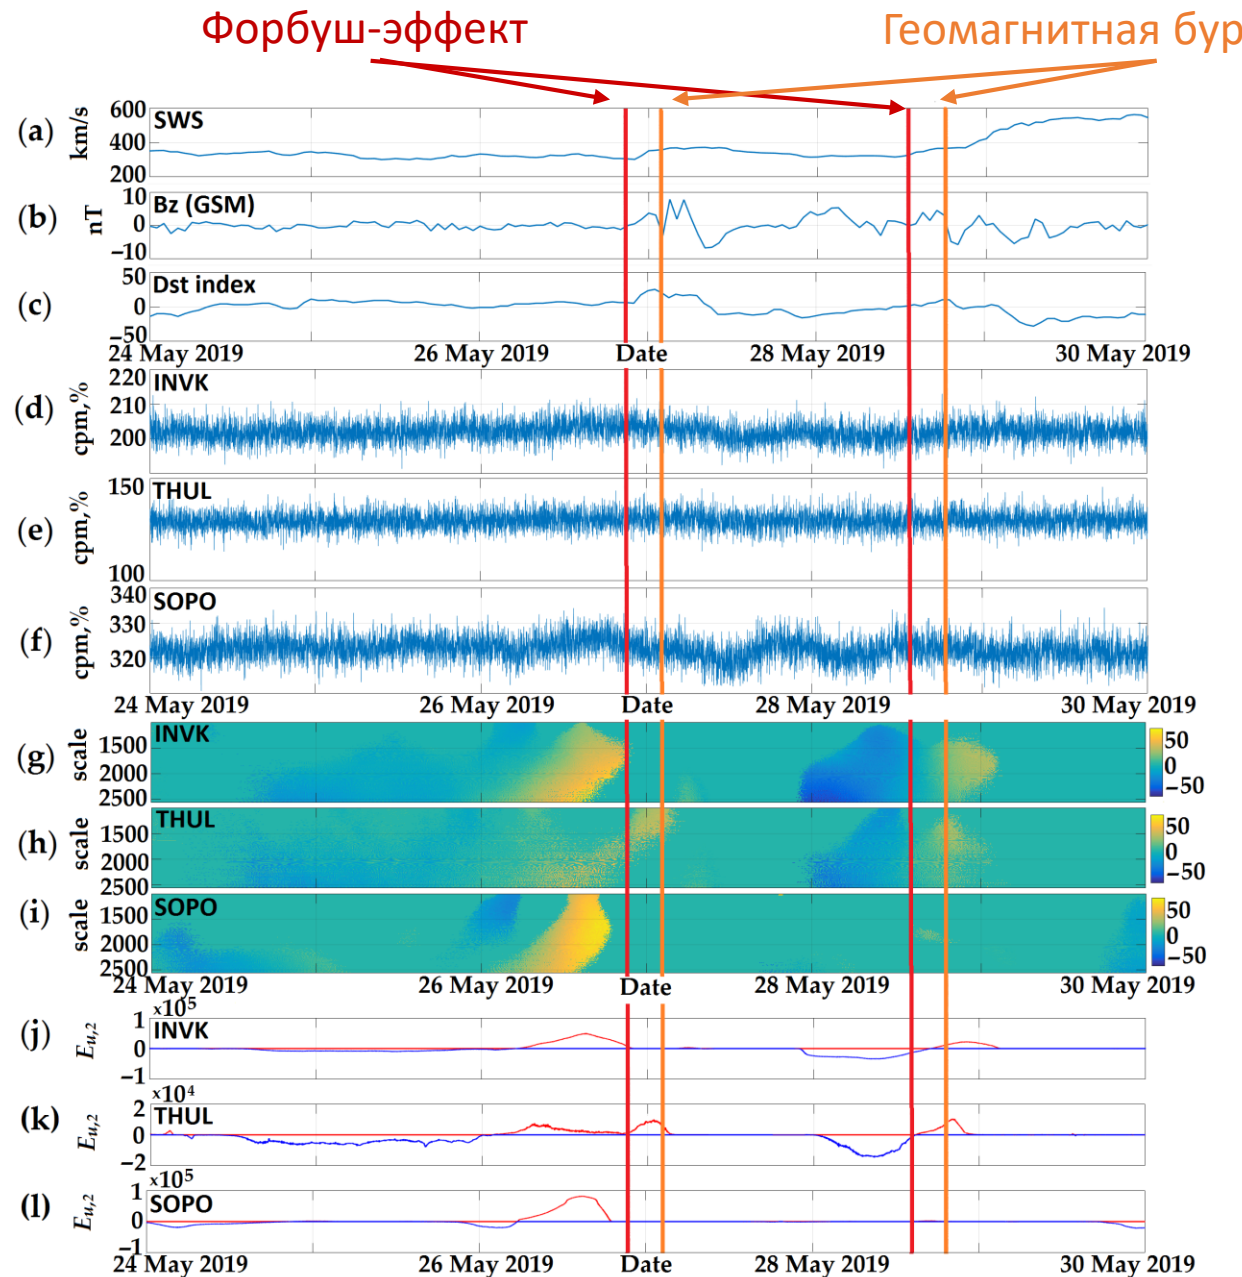 Форбуш-эффект
Геомагнитная бур
(a) km/s 600 400 200 SWS
(b) nT 10 0 −10 Bz (GSM)
(c) 50 0 −50 Dst index
24 May 2019 26 May 2019 Date 28 May 2019 30 May 2019
(d) cpm,% 220 210 200 INVK
(e) cpm,% 150 100 THUL
(f) cpm,% 340 330 320 SOPO
24 May 2019 26 May 2019 Date 28 May 2019 30 May 2019
(g) scale 1500 2000 2500 INVK 50 0 −50
(h) scale 1500 2000 2500 THUL 50 0 −50
(i) scale 1500 2000 2500 SOPO 50 0 −50
24 May 2019 26 May 2019 Date 28 May 2019 30 May 2019
x10⁵
(j) Eu,2 1 0 −1 INVK
x10⁴
(k) Eu,2 2 0 −2 THUL
x10⁵
(l) Eu,2 1 0 −1 SOPO
24 May 2019 26 May 2019 Date 28 May 2019 30 May 2019